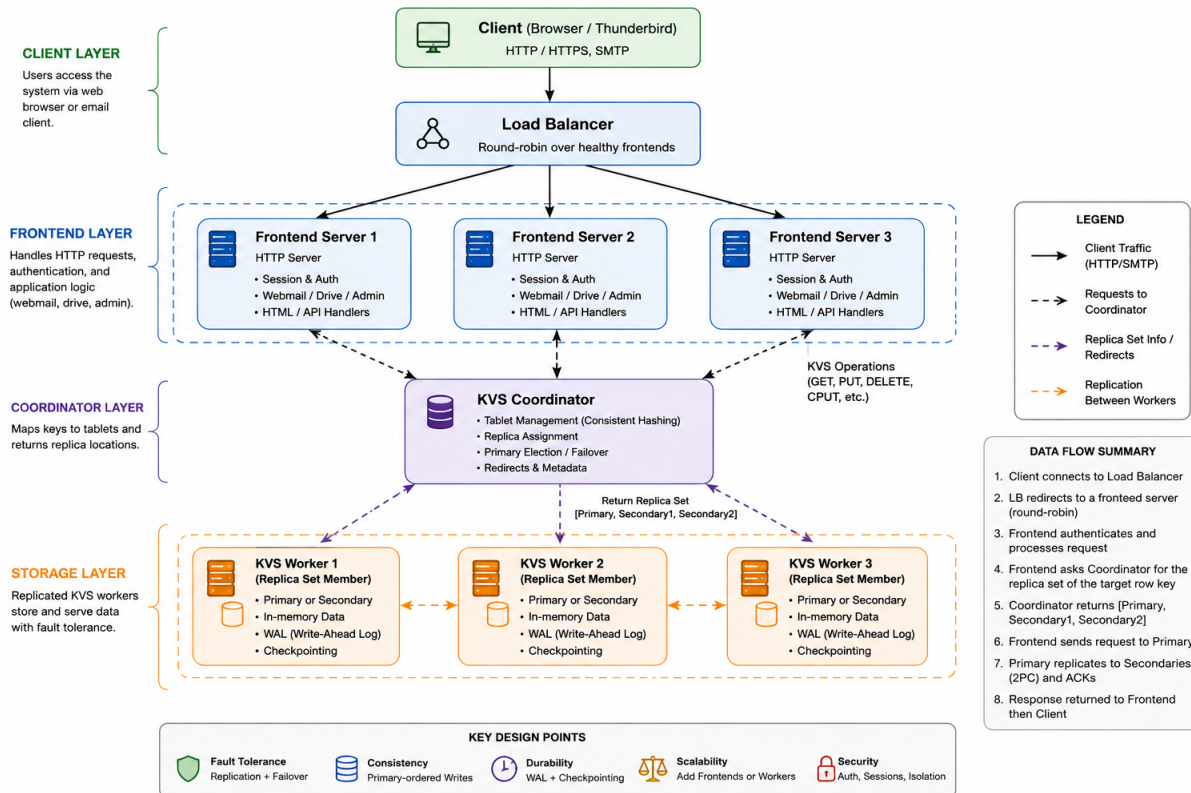 Client (Browser / Thunderbird)
HTTP / HTTPS, SMTP
CLIENT LAYER
Users access the
system via web
browser or email
client.
Load Balancer
Round-robin over healthy frontends
FRONTEND LAYER
Handles HTTP requests,
authentication, and
application logic
(webmail, drive, admin).
Frontend Server 1
HTTP Server
• Session & Auth
• Webmail / Drive / Admin
• HTML / API Handlers
Frontend Server 2
HTTP Server
• Session & Auth
• Webmail / Drive / Admin
• HTML / API Handlers
Frontend Server 3
HTTP Server
• Session & Auth
• Webmail / Drive / Admin
• HTML / API Handlers
KVS Operations
(GET, PUT, DELETE,
CPUT, etc.)
COORDINATOR LAYER
Maps keys to tablets and
returns replica locations.
KVS Coordinator
• Tablet Management (Consistent Hashing)
• Replica Assignment
• Primary Election / Failover
• Redirects & Metadata
Return Replica Set
[Primary, Secondary1, Secondary2]
STORAGE LAYER
Replicated KVS workers
store and serve data
with fault tolerance.
KVS Worker 1
(Replica Set Member)
• Primary or Secondary
• In-memory Data
• WAL (Write-Ahead Log)
• Checkpointing
KVS Worker 2
(Replica Set Member)
• Primary or Secondary
• In-memory Data
• WAL (Write-Ahead Log)
• Checkpointing
KVS Worker 3
(Replica Set Member)
• Primary or Secondary
• In-memory Data
• WAL (Write-Ahead Log)
• Checkpointing
LEGEND
Client Traffic
(HTTP/SMTP)
Requests to
Coordinator
Replica Set Info /
Redirects
Replication
Between Workers
DATA FLOW SUMMARY
1. Client connects to Load Balancer
2. LB redirects to a fronteed server
(round-robin)
3. Frontend authenticates and
processes request
4. Frontend asks Coordinator for the
replica set of the target row key
5. Coordinator returns [Primary,
Secondary1, Secondary2]
6. Frontend sends request to Primary
7. Primary replicates to Secondaries
(2PC) and ACKs
8. Response returned to Frontend
then Client
KEY DESIGN POINTS
Fault Tolerance
Replication + Failover
Consistency
Primary-ordered Writes
Durability
WAL + Checkpointing
Scalability
Add Frontends or Workers
Security
Auth, Sessions, Isolation